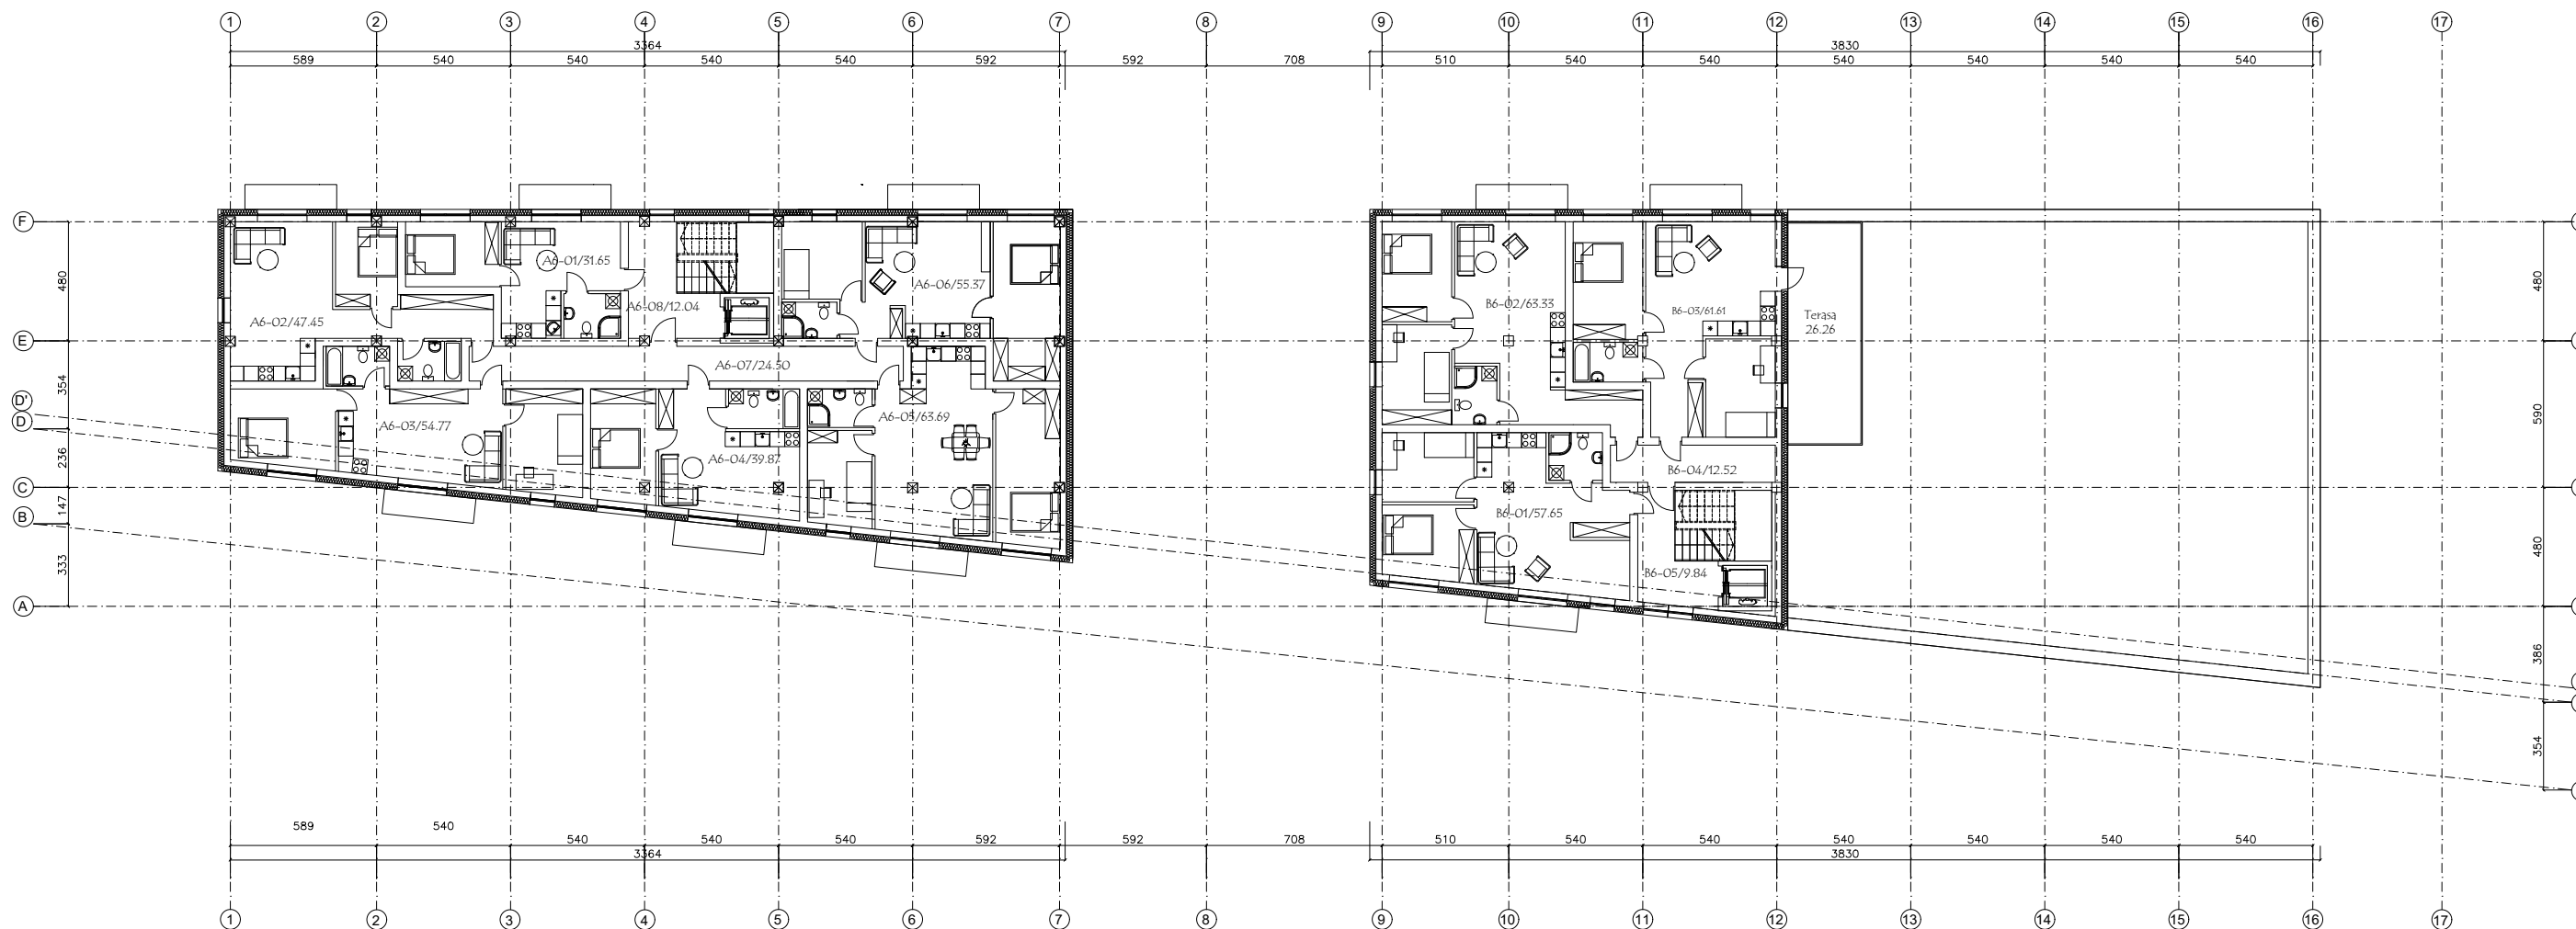 1 2 3 4 5 6 7 8 9 10 11 12 13 14 15 16 17
3364 3830
589 540 540 540 540 592 592 708 510 540 540 540 540 540 540
F
480
E
354
D'
D
236
C
147
B
333
A
A6-02/47.45
A6-01/31.65
A6-08/12.04
A6-06/55.37
A6-07/24.50
A6-03/54.77
A6-04/39.87
A6-05/63.69
B6-02/63.33
B6-03/61.61
Terasa
26.26
B6-04/12.52
B6-01/57.65
B6-05/9.84
480
590
480
386
354
589 540 540 540 540 592 592 708 510 540 540 540 540 540 540
3364 3830
1 2 3 4 5 6 7 8 9 10 11 12 13 14 15 16 17